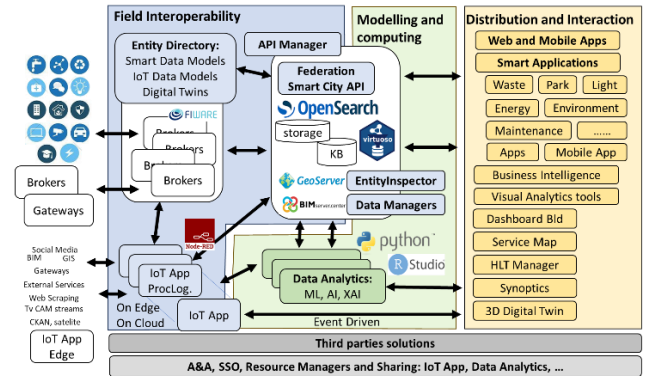 Field Interoperability
Modelling and
computing
Distribution and Interaction
Entity Directory:
Smart Data Models
IoT Data Models
Digital Twins
API Manager
Federation
Smart City API
OpenSearch
storage
KB
virtuoso
FIWARE
Brokers
Brokers
Brokers
Brokers
GeoServer
EntityInspector
BIMserver.center
Data Managers
Brokers
Gateways
Node-RED
python
R Studio
Social Media
BIM GIS
Gateways
External Services
Web Scraping
Tv CAM streams
CKAN, satelite
IoT App
Edge
IoT App
ProcLog.
On Edge
On Cloud
IoT App
Data Analytics:
ML, AI, XAI
Event Driven
Web and Mobile Apps
Smart Applications
Waste Park Light
Energy Environment
Maintenance ......
Apps Mobile App
Business Intelligence
Visual Analytics tools
Dashboard Bld
Service Map
HLT Manager
Synoptics
3D Digital Twin
Third parties solutions
A&A, SSO, Resource Managers and Sharing: IoT App, Data Analytics, ...